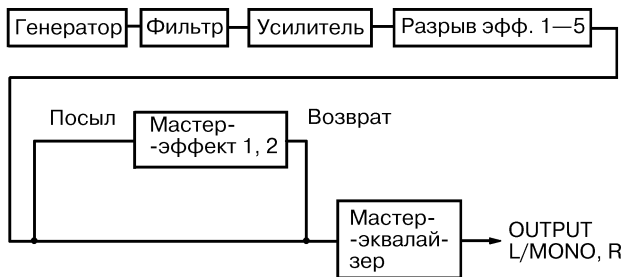 Генератор
Фильтр
Усилитель
Разрыв эфф. 1—5
Посыл
Мастер-
-эффект 1, 2
Возврат
Мастер-
-эквалай-
зер
OUTPUT
L/MONO, R